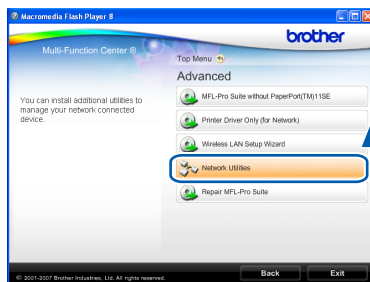 Macromedia Flash Player 8
brother
Multi-Function Center ®
Top Menu
Advanced
You can install additional utilities to
manage your network connected
device.
MFL-Pro Suite without PaperPort(TM)11SE
Printer Driver Only (for Network)
Wireless LAN Setup Wizard
Network Utilities
Repair MFL-Pro Suite
© 2001-2007 Brother Industries, Ltd. All rights reserved.
Back
Exit